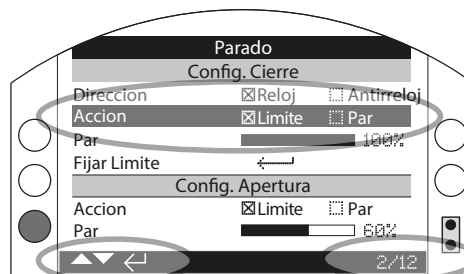 Parado
Config. Cierre
Direccion ☒Reloj ☐Antirreloj
Accion ☒Limite ☐Par
Par 100%
Fijar Limite
Config. Apertura
Accion ☒Limite ☐Par
Par 60%
2/12